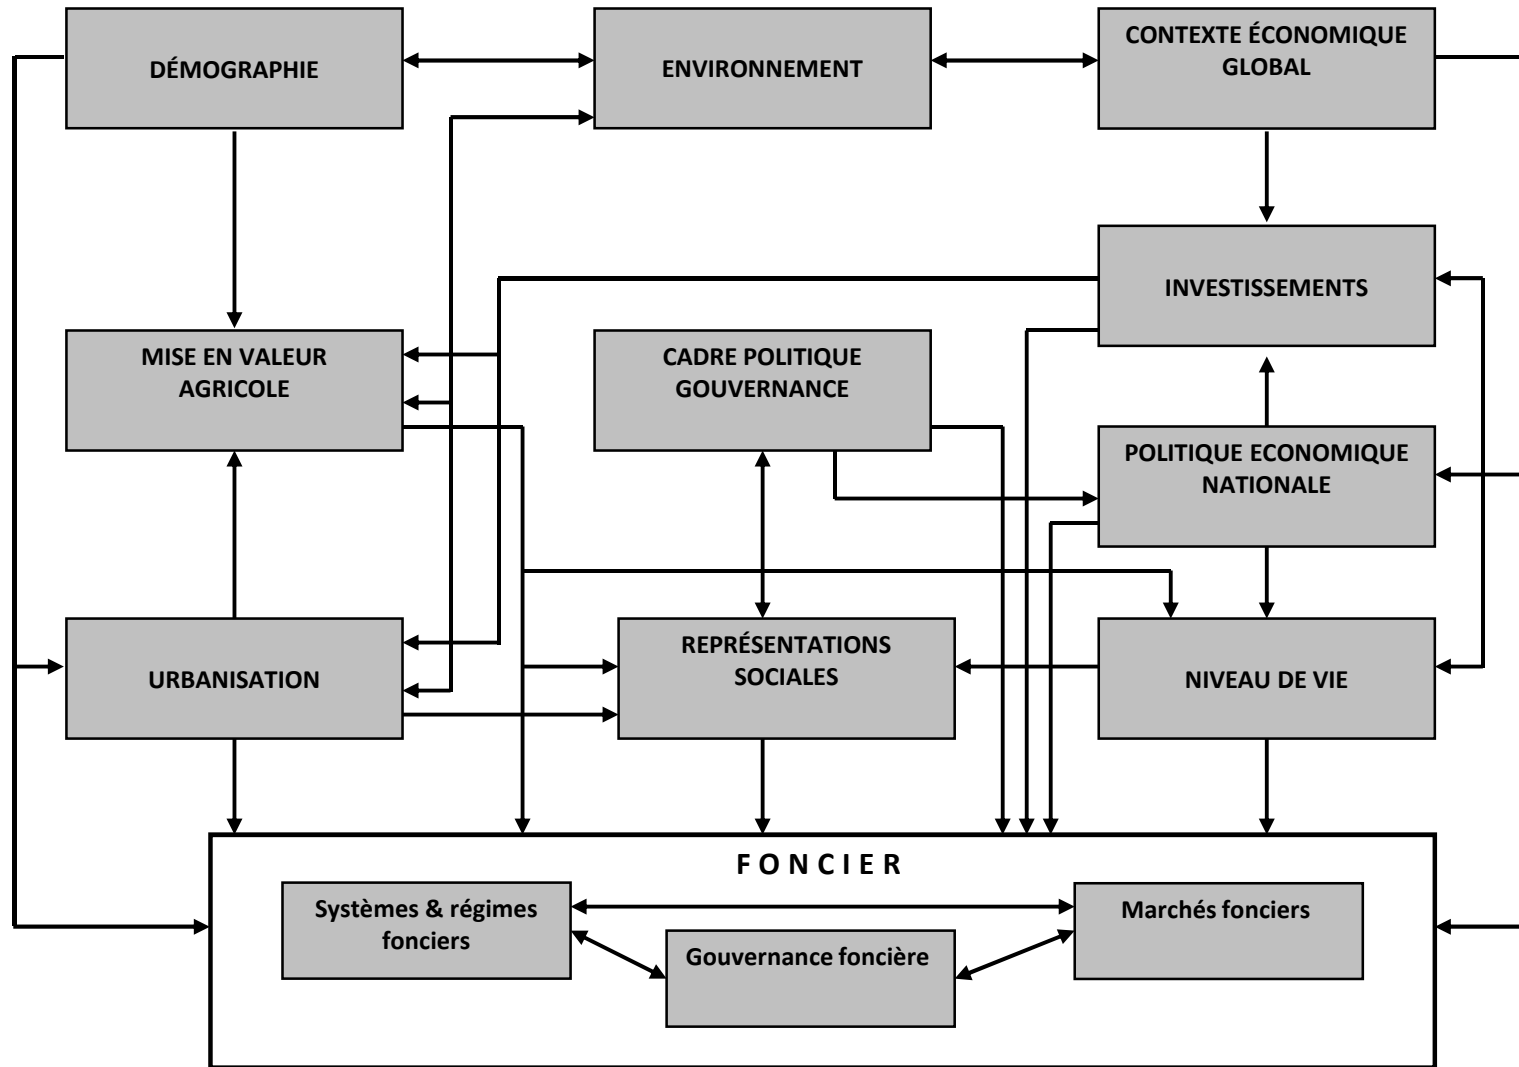 DÉMOGRAPHIE
ENVIRONNEMENT
CONTEXTE ÉCONOMIQUE
GLOBAL
INVESTISSEMENTS
MISE EN VALEUR
AGRICOLE
CADRE POLITIQUE
GOUVERNANCE
POLITIQUE ECONOMIQUE
NATIONALE
URBANISATION
REPRÉSENTATIONS
SOCIALES
NIVEAU DE VIE
F O N C I E R
Systèmes & régimes
fonciers
Gouvernance foncière
Marchés fonciers